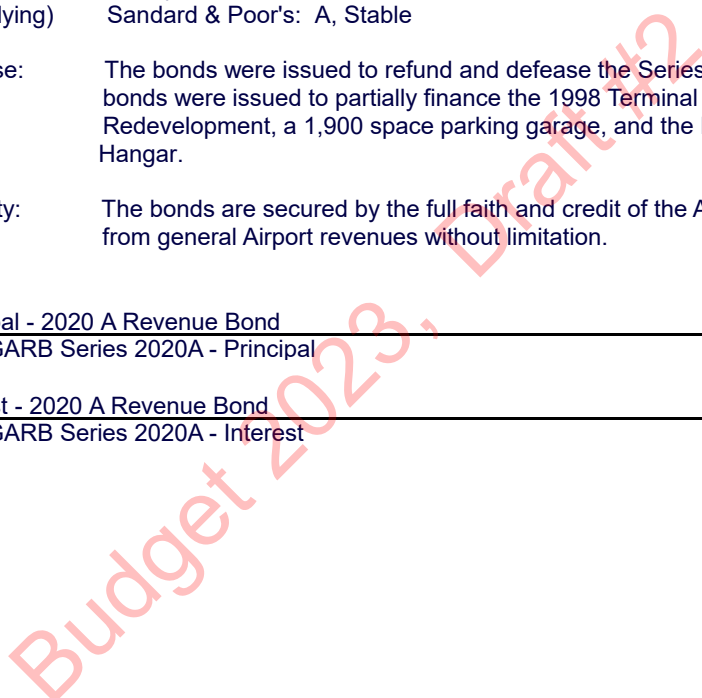 lying) Sandard & Poor's: A, Stable
se: The bonds were issued to refund and defease the Series
bonds were issued to partially finance the 1998 Terminal
Redevelopment, a 1,900 space parking garage, and the
Hangar.
ty: The bonds are secured by the full faith and credit of the A
from general Airport revenues without limitation.
al - 2020 A Revenue Bond
GARB Series 2020A - Principal
t - 2020 A Revenue Bond
GARB Series 2020A - Interest
Budget 2023, Draft #2